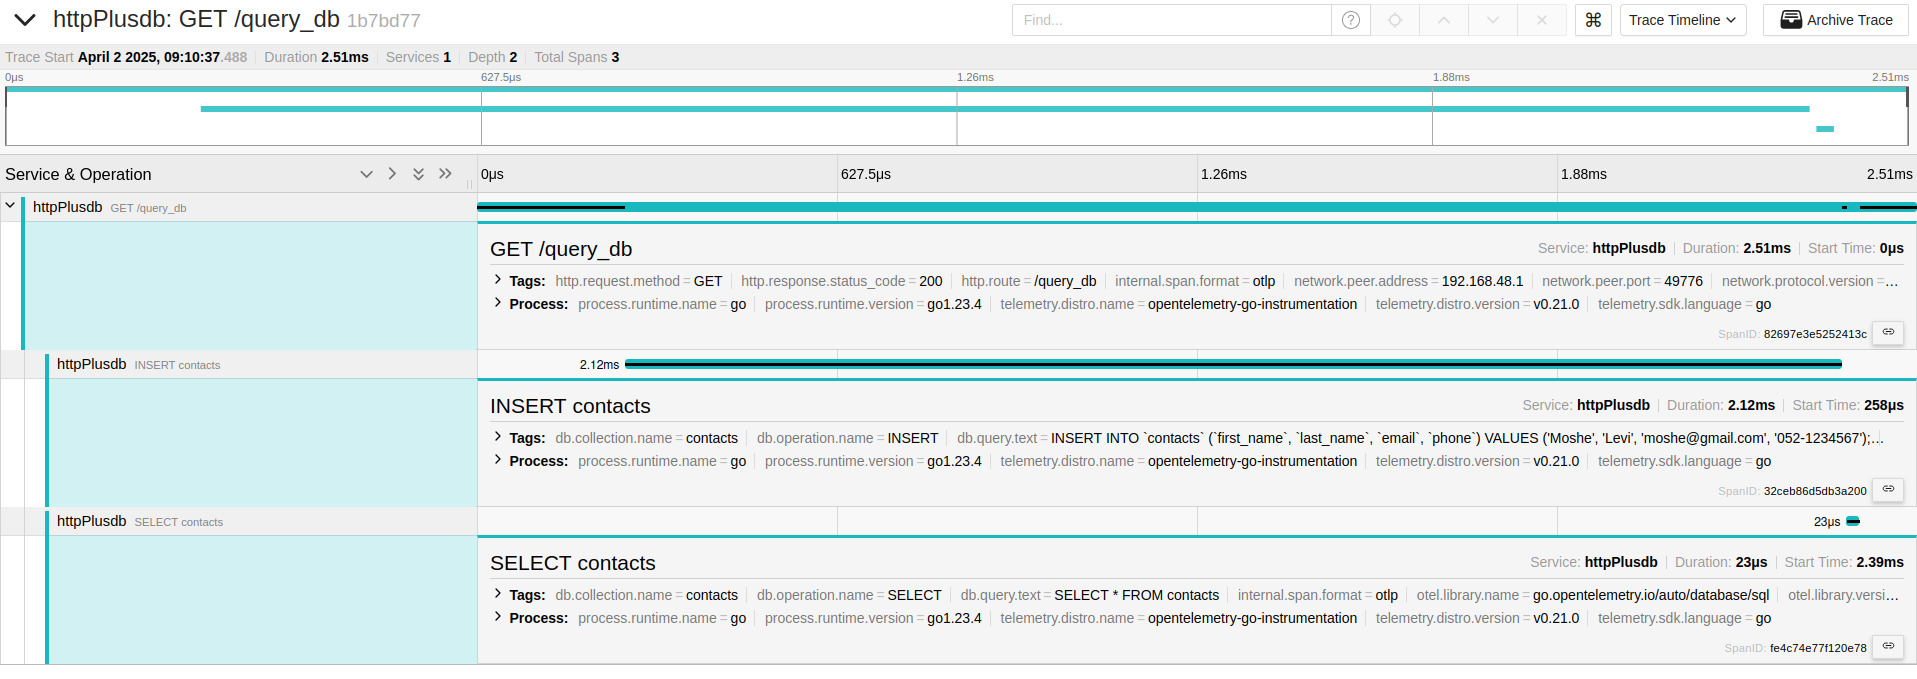 httpPlusdb: GET /query_db 1b7bd77
Find...
Trace Timeline
Archive Trace
Trace Start April 2 2025, 09:10:37.488 Duration 2.51ms Services 1 Depth 2 Total Spans 3
0μs 627.5μs 1.26ms 1.88ms 2.51ms
Service & Operation 0μs 627.5μs 1.26ms 1.88ms 2.51ms
httpPlusdb GET /query_db
GET /query_db Service: httpPlusdb Duration: 2.51ms Start Time: 0μs
Tags: http.request.method = GET http.response.status_code = 200 http.route = /query_db internal.span.format = otlp network.peer.address = 192.168.48.1 network.peer.port = 49776 network.protocol.version =...
Process: process.runtime.name = go process.runtime.version = go1.23.4 telemetry.distro.name = opentelemetry-go-instrumentation telemetry.distro.version = v0.21.0 telemetry.sdk.language = go
SpanID: 82697e3e5252413c
httpPlusdb INSERT contacts 2.12ms
INSERT contacts Service: httpPlusdb Duration: 2.12ms Start Time: 258μs
Tags: db.collection.name = contacts db.operation.name = INSERT db.query.text = INSERT INTO `contacts` (`first_name`, `last_name`, `email`, `phone`) VALUES ('Moshe', 'Levi', 'moshe@gmail.com', '052-1234567');...
Process: process.runtime.name = go process.runtime.version = go1.23.4 telemetry.distro.name = opentelemetry-go-instrumentation telemetry.distro.version = v0.21.0 telemetry.sdk.language = go
SpanID: 32ceb86d5db3a200
httpPlusdb SELECT contacts 23μs
SELECT contacts Service: httpPlusdb Duration: 23μs Start Time: 2.39ms
Tags: db.collection.name = contacts db.operation.name = SELECT db.query.text = SELECT * FROM contacts internal.span.format = otlp otel.library.name = go.opentelemetry.io/auto/database/sql otel.library.versi...
Process: process.runtime.name = go process.runtime.version = go1.23.4 telemetry.distro.name = opentelemetry-go-instrumentation telemetry.distro.version = v0.21.0 telemetry.sdk.language = go
SpanID: fe4c74e77f120e78